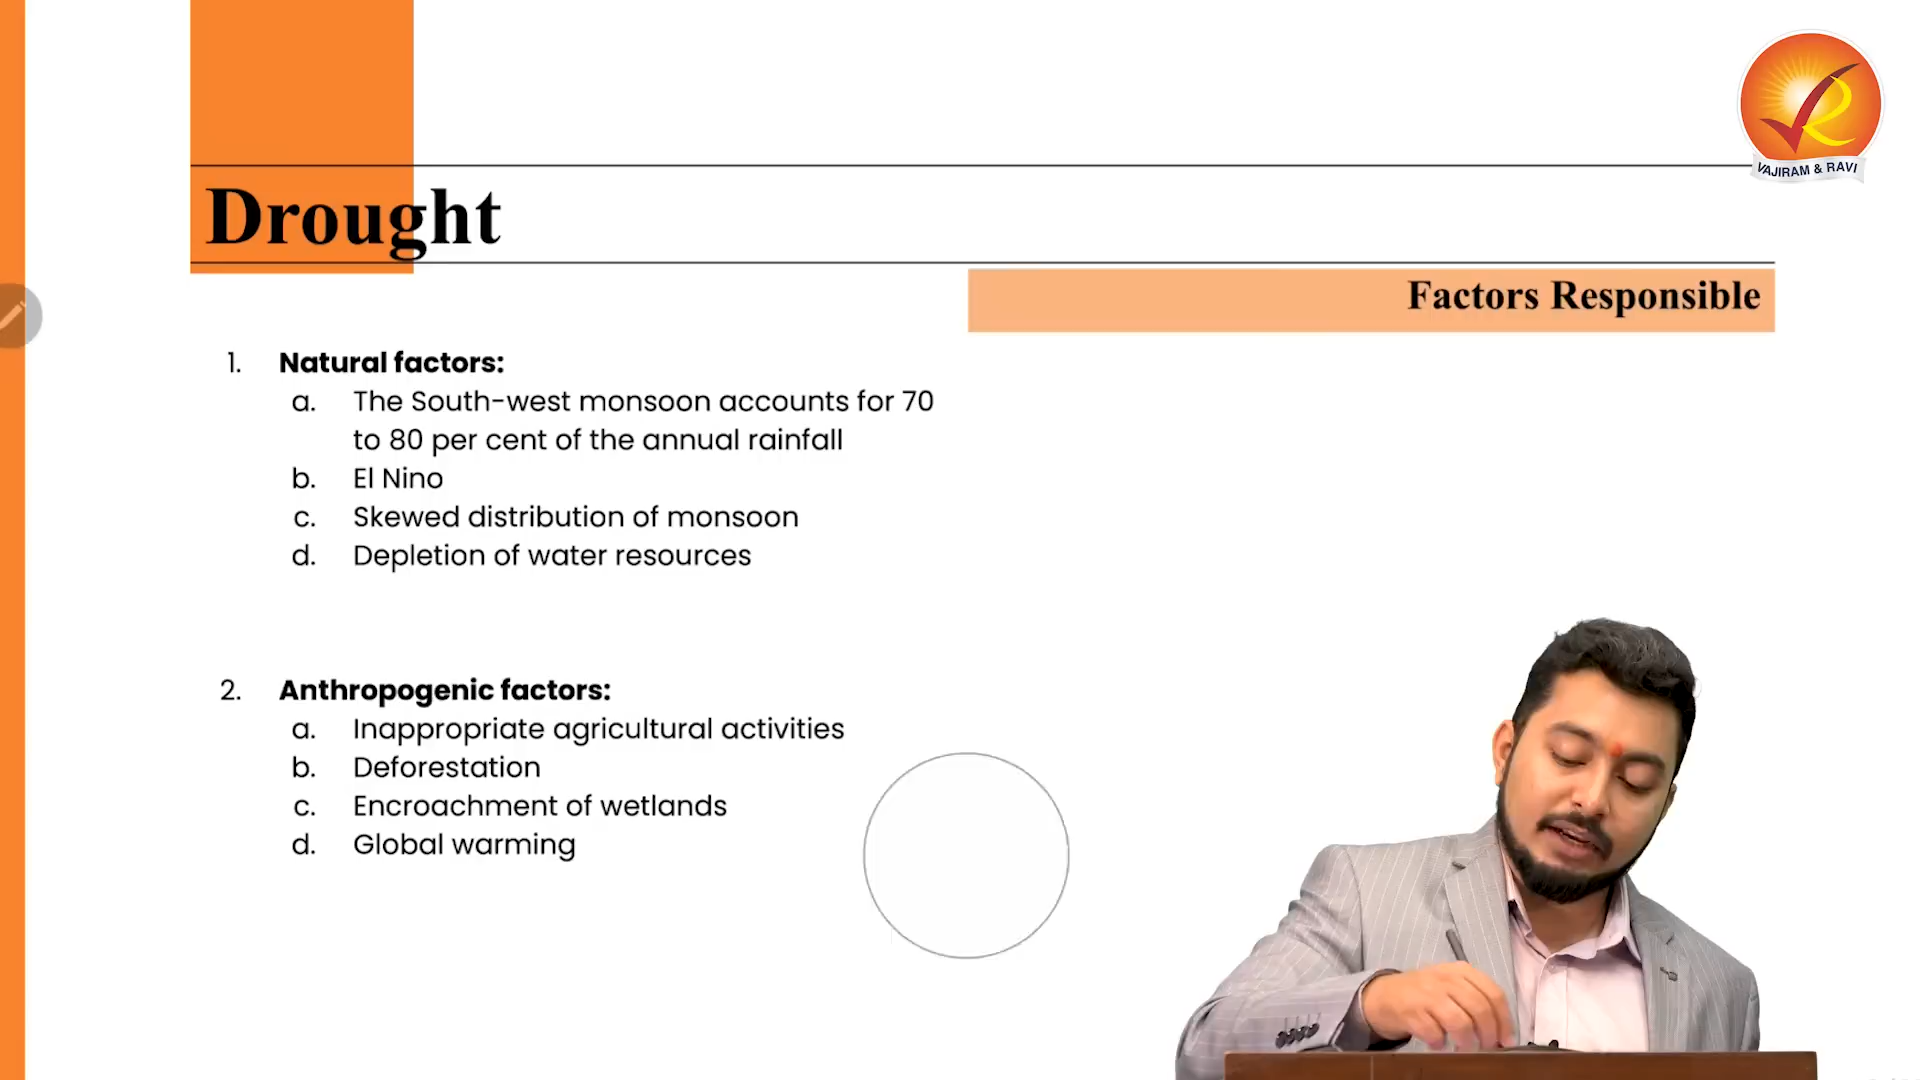 VAJIRAM & RAVI
Drought
Factors Responsible
1. Natural factors:
a. The South-west monsoon accounts for 70
to 80 per cent of the annual rainfall
b. El Nino
c. Skewed distribution of monsoon
d. Depletion of water resources
2. Anthropogenic factors:
a. Inappropriate agricultural activities
b. Deforestation
c. Encroachment of wetlands
d. Global warming